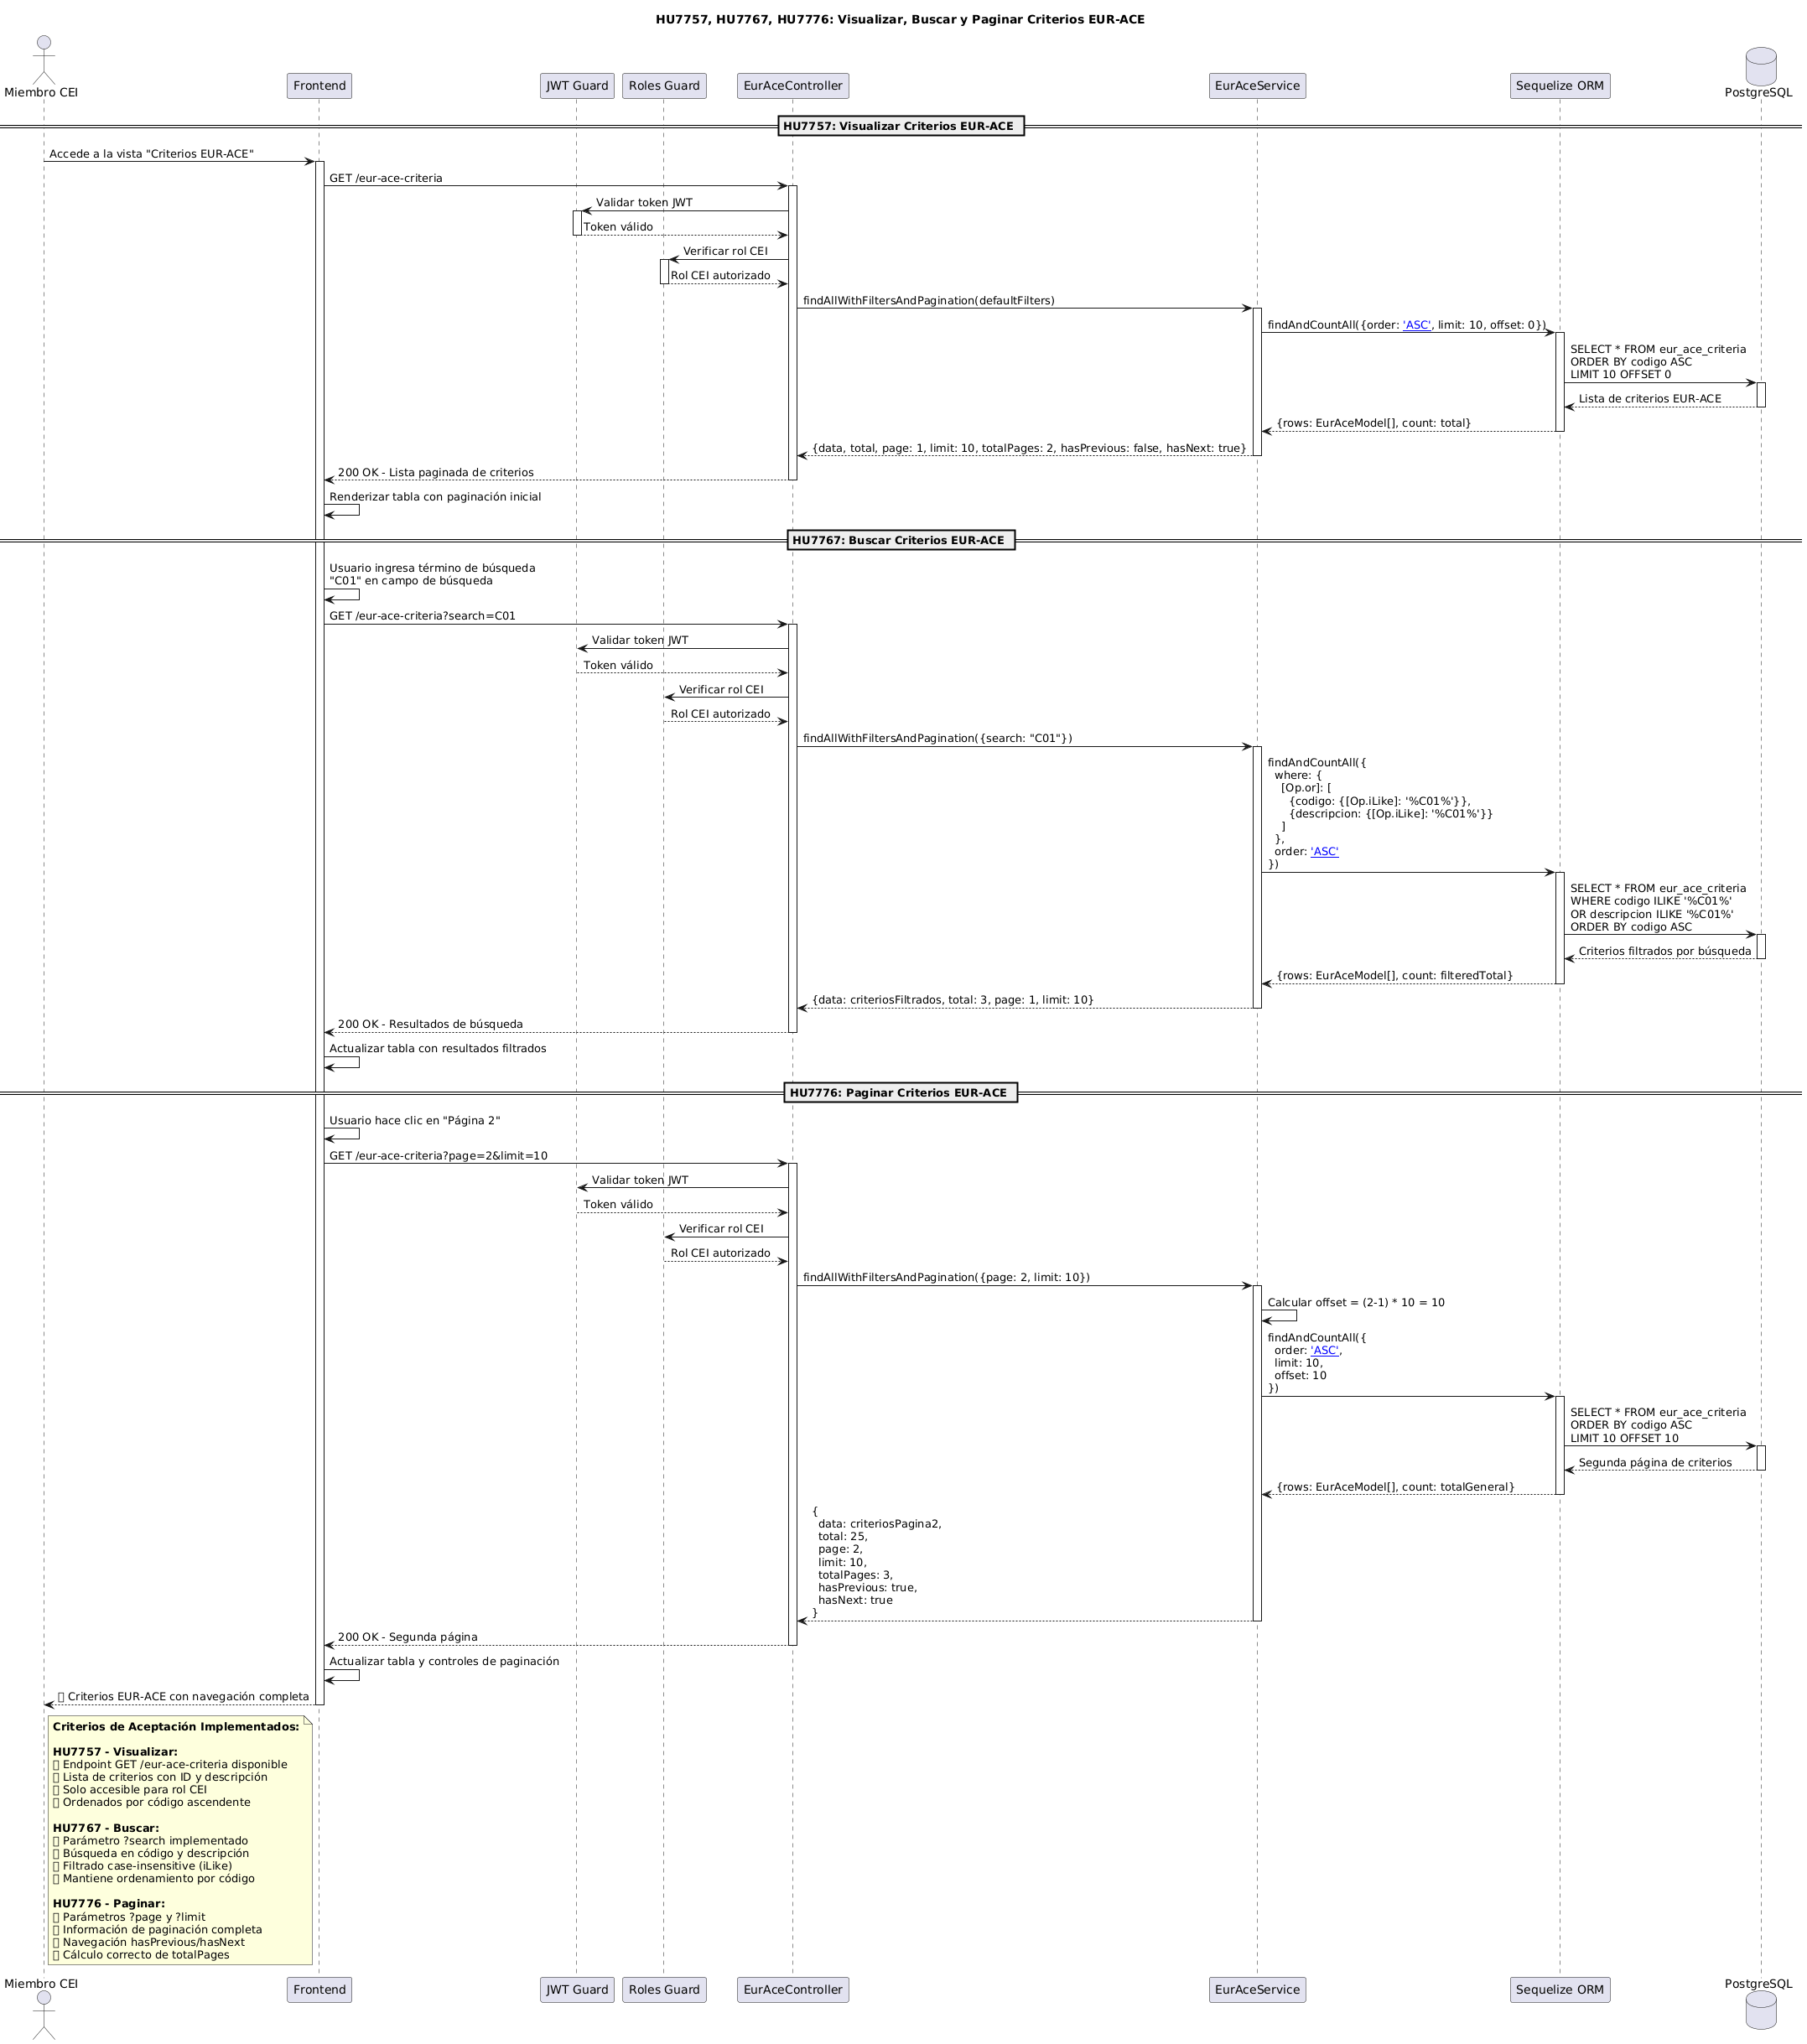 HU7757, HU7767, HU7776: Visualizar, Buscar y Paginar Criterios EUR-ACE
Miembro CEI
Frontend
JWT Guard
Roles Guard
EurAceController
EurAceService
Sequelize ORM
PostgreSQL
HU7757: Visualizar Criterios EUR-ACE
Accede a la vista "Criterios EUR-ACE"
GET /eur-ace-criteria
Validar token JWT
Token válido
Verificar rol CEI
Rol CEI autorizado
findAllWithFiltersAndPagination(defaultFilters)
findAndCountAll({order: 'ASC', limit: 10, offset: 0})
SELECT * FROM eur_ace_criteria
ORDER BY codigo ASC
LIMIT 10 OFFSET 0
Lista de criterios EUR-ACE
{rows: EurAceModel[], count: total}
{data, total, page: 1, limit: 10, totalPages: 2, hasPrevious: false, hasNext: true}
200 OK - Lista paginada de criterios
Renderizar tabla con paginación inicial
HU7767: Buscar Criterios EUR-ACE
Usuario ingresa término de búsqueda
"C01" en campo de búsqueda
GET /eur-ace-criteria?search=C01
Validar token JWT
Token válido
Verificar rol CEI
Rol CEI autorizado
findAllWithFiltersAndPagination({search: "C01"})
findAndCountAll({
where: {
[Op.or]: [
{codigo: {[Op.iLike]: '%C01%'}},
{descripcion: {[Op.iLike]: '%C01%'}}
]
},
order: 'ASC'
})
SELECT * FROM eur_ace_criteria
WHERE codigo ILIKE '%C01%'
OR descripcion ILIKE '%C01%'
ORDER BY codigo ASC
Criterios filtrados por búsqueda
{rows: EurAceModel[], count: filteredTotal}
{data: criteriosFiltrados, total: 3, page: 1, limit: 10}
200 OK - Resultados de búsqueda
Actualizar tabla con resultados filtrados
HU7776: Paginar Criterios EUR-ACE
Usuario hace clic en "Página 2"
GET /eur-ace-criteria?page=2&limit=10
Validar token JWT
Token válido
Verificar rol CEI
Rol CEI autorizado
findAllWithFiltersAndPagination({page: 2, limit: 10})
Calcular offset = (2-1) * 10 = 10
findAndCountAll({
order: 'ASC',
limit: 10,
offset: 10
})
SELECT * FROM eur_ace_criteria
ORDER BY codigo ASC
LIMIT 10 OFFSET 10
Segunda página de criterios
{rows: EurAceModel[], count: totalGeneral}
{
data: criteriosPagina2,
total: 25,
page: 2,
limit: 10,
totalPages: 3,
hasPrevious: true,
hasNext: true
}
200 OK - Segunda página
Actualizar tabla y controles de paginación
Criterios EUR-ACE con navegación completa
Criterios de Aceptación Implementados:
HU7757 - Visualizar:
Endpoint GET /eur-ace-criteria disponible
Lista de criterios con ID y descripción
Solo accesible para rol CEI
Ordenados por código ascendente
HU7767 - Buscar:
Parámetro ?search implementado
Búsqueda en código y descripción
Filtrado case-insensitive (iLike)
Mantiene ordenamiento por código
HU7776 - Paginar:
Parámetros ?page y ?limit
Información de paginación completa
Navegación hasPrevious/hasNext
Cálculo correcto de totalPages
Miembro CEI
Frontend
JWT Guard
Roles Guard
EurAceController
EurAceService
Sequelize ORM
PostgreSQL